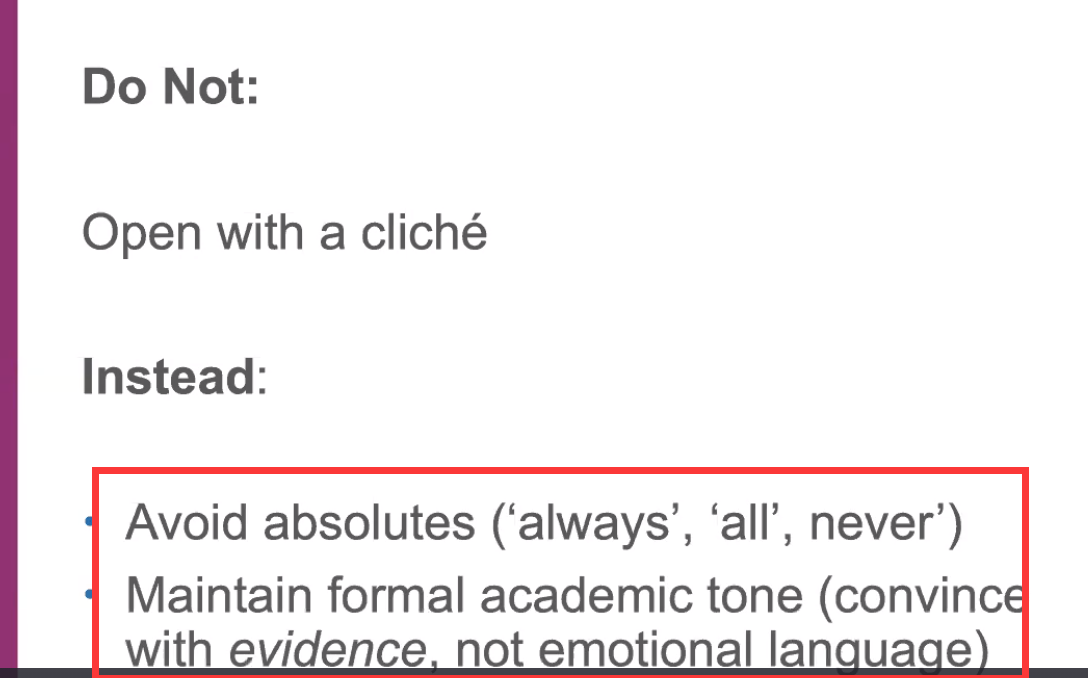 Do Not:
Open with a cliché
Instead:
• Avoid absolutes (‘always’, ‘all’, never’)
• Maintain formal academic tone (convince
with evidence, not emotional language)